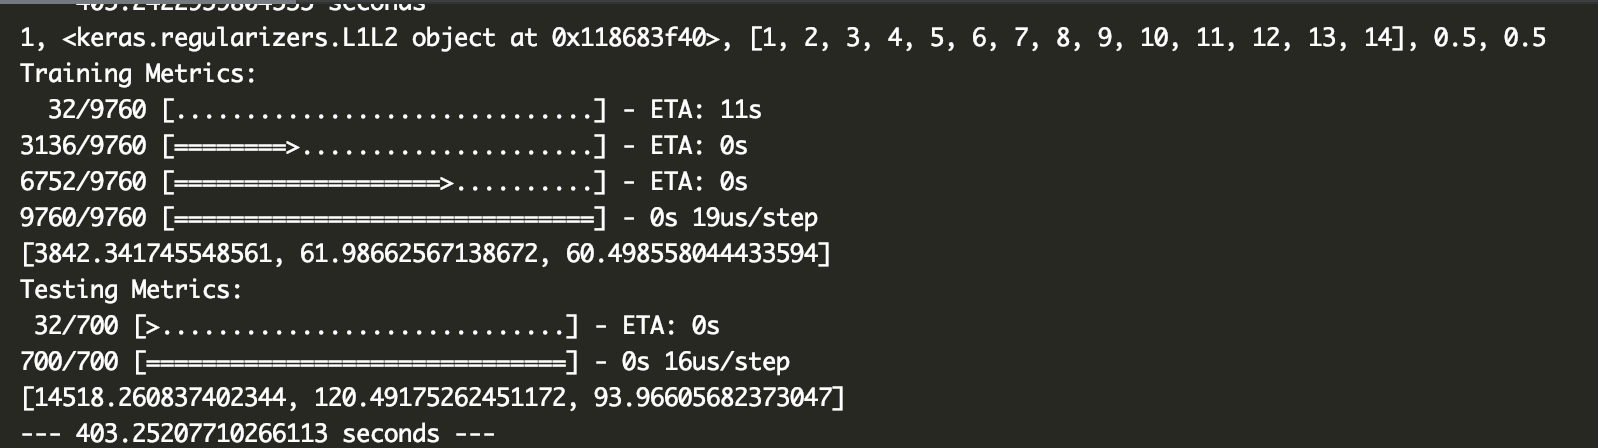 403.2422939804535 seconds
1, <keras.regularizers.L1L2 object at 0x118683f40>, [1, 2, 3, 4, 5, 6, 7, 8, 9, 10, 11, 12, 13, 14], 0.5, 0.5
Training Metrics:
32/9760 [..............................] - ETA: 11s
3136/9760 [========>.....................] - ETA: 0s
6752/9760 [===================>..........] - ETA: 0s
9760/9760 [==============================] - 0s 19us/step
[3842.341745548561, 61.98662567138672, 60.498558044433594]
Testing Metrics:
32/700 [>.............................] - ETA: 0s
700/700 [==============================] - 0s 16us/step
[14518.260837402344, 120.49175262451172, 93.96605682373047]
--- 403.25207710266113 seconds ---